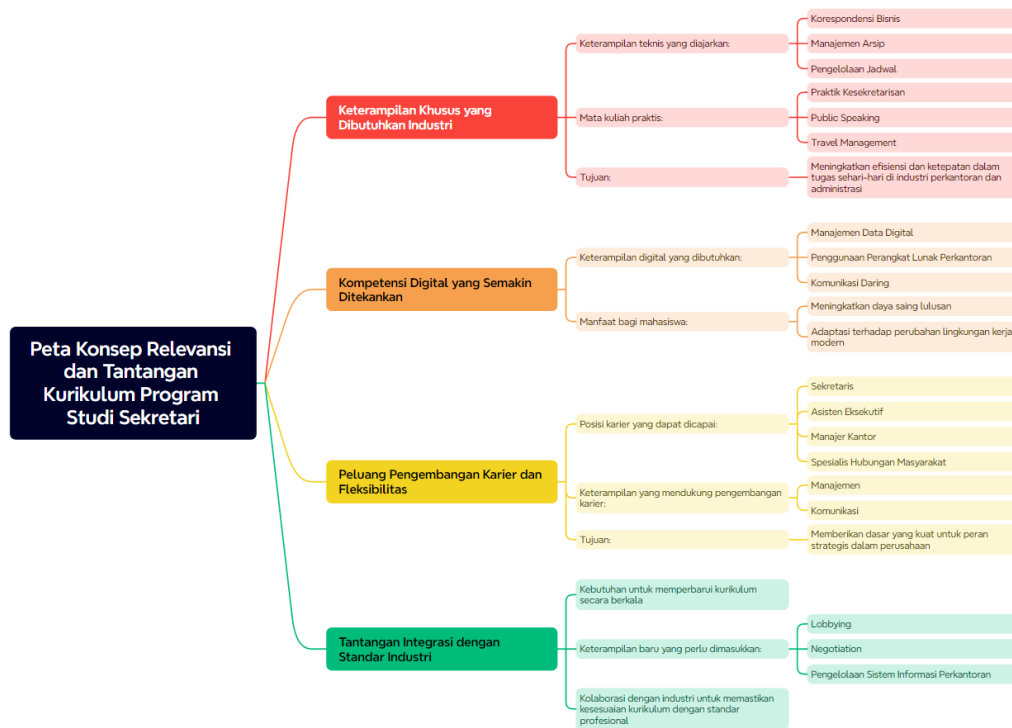 Peta Konsep Relevansi
dan Tantangan
Kurikulum Program
Studi Sekretari
Keterampilan Khusus yang
Dibutuhkan Industri
Keterampilan teknis yang diajarkan:
Korespondensi Bisnis
Manajemen Arsip
Pengelolaan Jadwal
Mata kuliah praktis:
Praktik Kesekretarisan
Public Speaking
Travel Management
Tujuan:
Meningkatkan efisiensi dan ketepatan dalam
tugas sehari-hari di industri perkantoran dan
administrasi
Kompetensi Digital yang Semakin
Ditekankan
Keterampilan digital yang dibutuhkan:
Manajemen Data Digital
Penggunaan Perangkat Lunak Perkantoran
Komunikasi Daring
Manfaat bagi mahasiswa:
Meningkatkan daya saing lulusan
Adaptasi terhadap perubahan lingkungan kerja
modern
Peluang Pengembangan Karier dan
Fleksibilitas
Posisi karier yang dapat dicapai:
Sekretaris
Asisten Eksekutif
Manajer Kantor
Spesialis Hubungan Masyarakat
Keterampilan yang mendukung pengembangan
karier:
Manajemen
Komunikasi
Tujuan:
Memberikan dasar yang kuat untuk peran
strategis dalam perusahaan
Tantangan Integrasi dengan
Standar Industri
Kebutuhan untuk memperbarui kurikulum
secara berkala
Keterampilan baru yang perlu dimasukkan:
Lobbying
Negotiation
Pengelolaan Sistem Informasi Perkantoran
Kolaborasi dengan industri untuk memastikan
kesesuaian kurikulum dengan standar
profesional